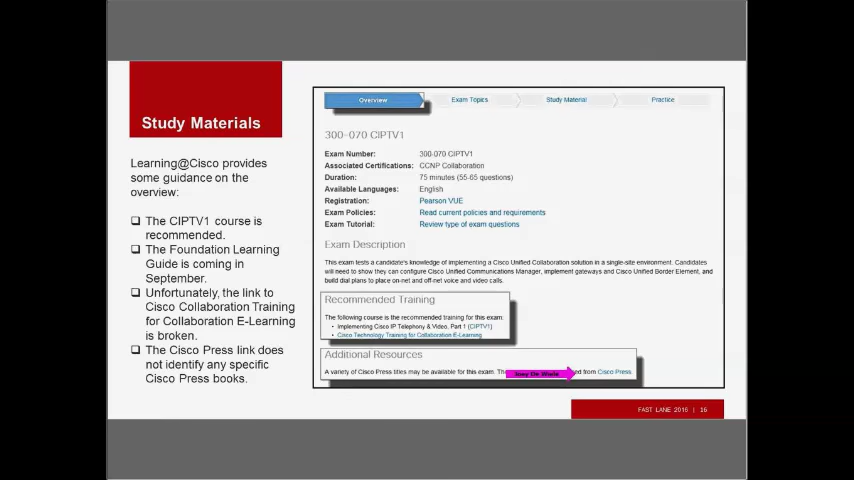 Study Materials
Learning@Cisco provides
some guidance on the
overview:
❑ The CIPTV1 course is
recommended.
❑ The Foundation Learning
Guide is coming in
September.
❑ Unfortunately, the link to
Cisco Collaboration Training
for Collaboration E-Learning
is broken.
❑ The Cisco Press link does
not identify any specific
Cisco Press books.
Overview
Exam Topics
Study Material
Practice
300-070 CIPTV1
Exam Number: 300-070 CIPTV1
Associated Certifications: CCNP Collaboration
Duration: 75 minutes (55-65 questions)
Available Languages: English
Registration: Pearson VUE
Exam Policies: Read current policies and requirements
Exam Tutorial: Review type of exam questions
Exam Description
This exam tests a candidate's knowledge of implementing a Cisco Unified Collaboration solution in a single-site environment. Candidates
will need to show they can configure Cisco Unified Communications Manager, implement gateways and Cisco Unified Border Element, and
build dial plans to place on-net and off-net voice and video calls.
Recommended Training
The following course is the recommended training for this exam:
• Implementing Cisco IP Telephony & Video, Part 1 (CIPTV1)
• Cisco Technology Training for Collaboration E-Learning
Additional Resources
A variety of Cisco Press titles may be available for this exam. from Cisco Press
FAST LANE 2015 | 16